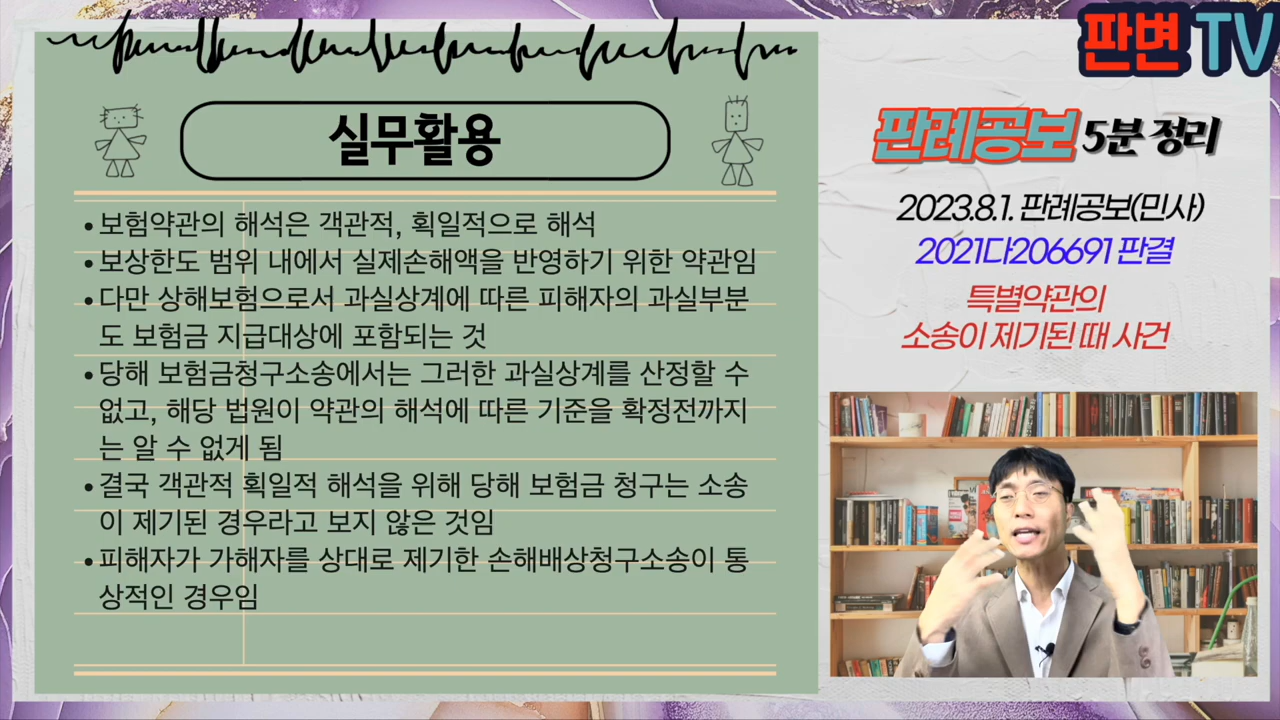 판변 TV
실무활용
• 보험약관의 해석은 객관적, 획일적으로 해석
• 보상한도 범위 내에서 실제손해액을 반영하기 위한 약관임
• 다만 상해보험으로서 과실상계에 따른 피해자의 과실부분
도 보험금 지급대상에 포함되는 것
• 당해 보험금청구소송에서는 그러한 과실상계를 산정할 수
없고, 해당 법원이 약관의 해석에 따른 기준을 확정전까지
는 알 수 없게 됨
• 결국 객관적 획일적 해석을 위해 당해 보험금 청구는 소송
이 제기된 경우라고 보지 않은 것임
• 피해자가 가해자를 상대로 제기한 손해배상청구소송이 통
상적인 경우임
판례공보 5분 정리
2023.8.1. 판례공보(민사)
2021다206691 판결
특별약관의
소송이 제기된 때 사건